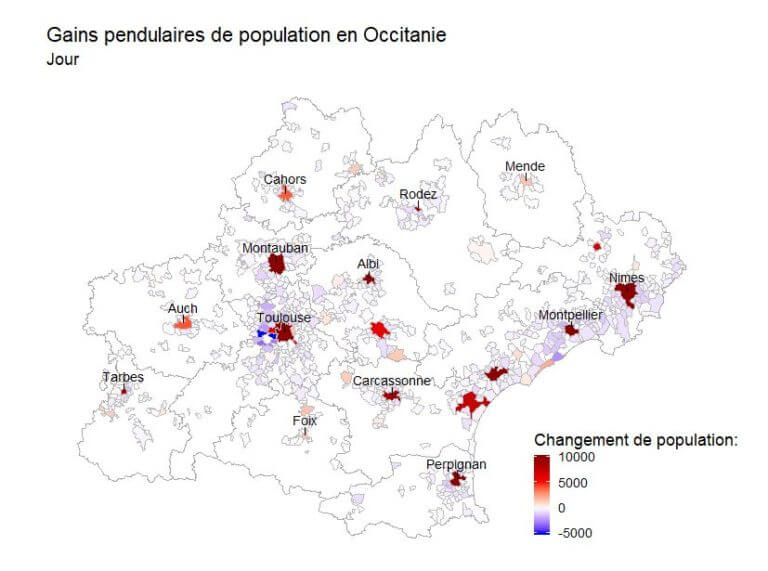 Gains pendulaires de population en Occitanie
Jour
Mende
Cahors
Rodez
Montauban
Albi
Nimes
Auch
Toulouse
Montpellier
Tarbes
Carcassonne
Foix
Perpignan
Changement de population:
10000
5000
0
-5000